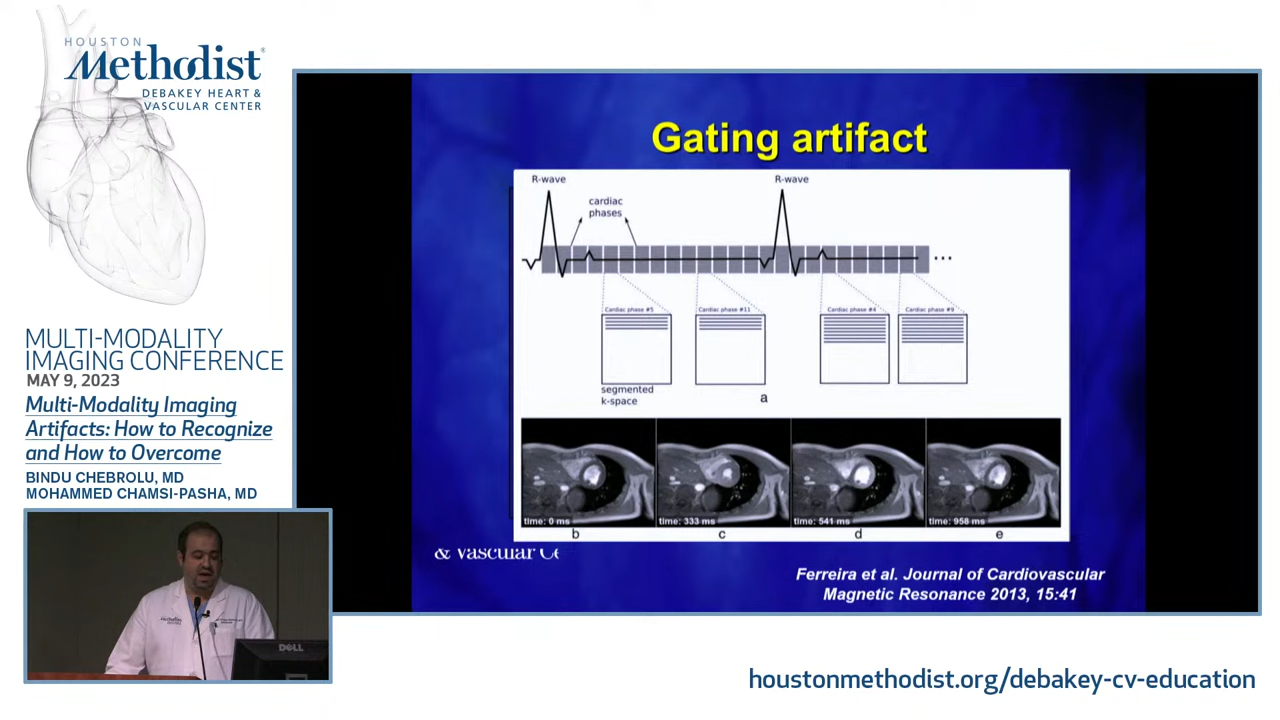 HOUSTON
Methodist®
DEBAKEY HEART &
VASCULAR CENTER
MULTI-MODALITY
IMAGING CONFERENCE
MAY 9, 2023
Multi-Modality Imaging
Artifacts: How to Recognize
and How to Overcome
BINDU CHEBROLU, MD
MOHAMMED CHAMSI-PASHA, MD
Gating artifact
R-wave
R-wave
cardiac
phases
...
Cardiac phase #5
Cardiac phase #11
Cardiac phase #4
Cardiac phase #9
segmented
k-space
a
time: 0 ms
time: 333 ms
time: 541 ms
time: 958 ms
b
c
d
e
& Vascular Ce
Ferreira et al. Journal of Cardiovascular
Magnetic Resonance 2013, 15:41
Methodist
DELL
houstonmethodist.org/debakey-cv-education